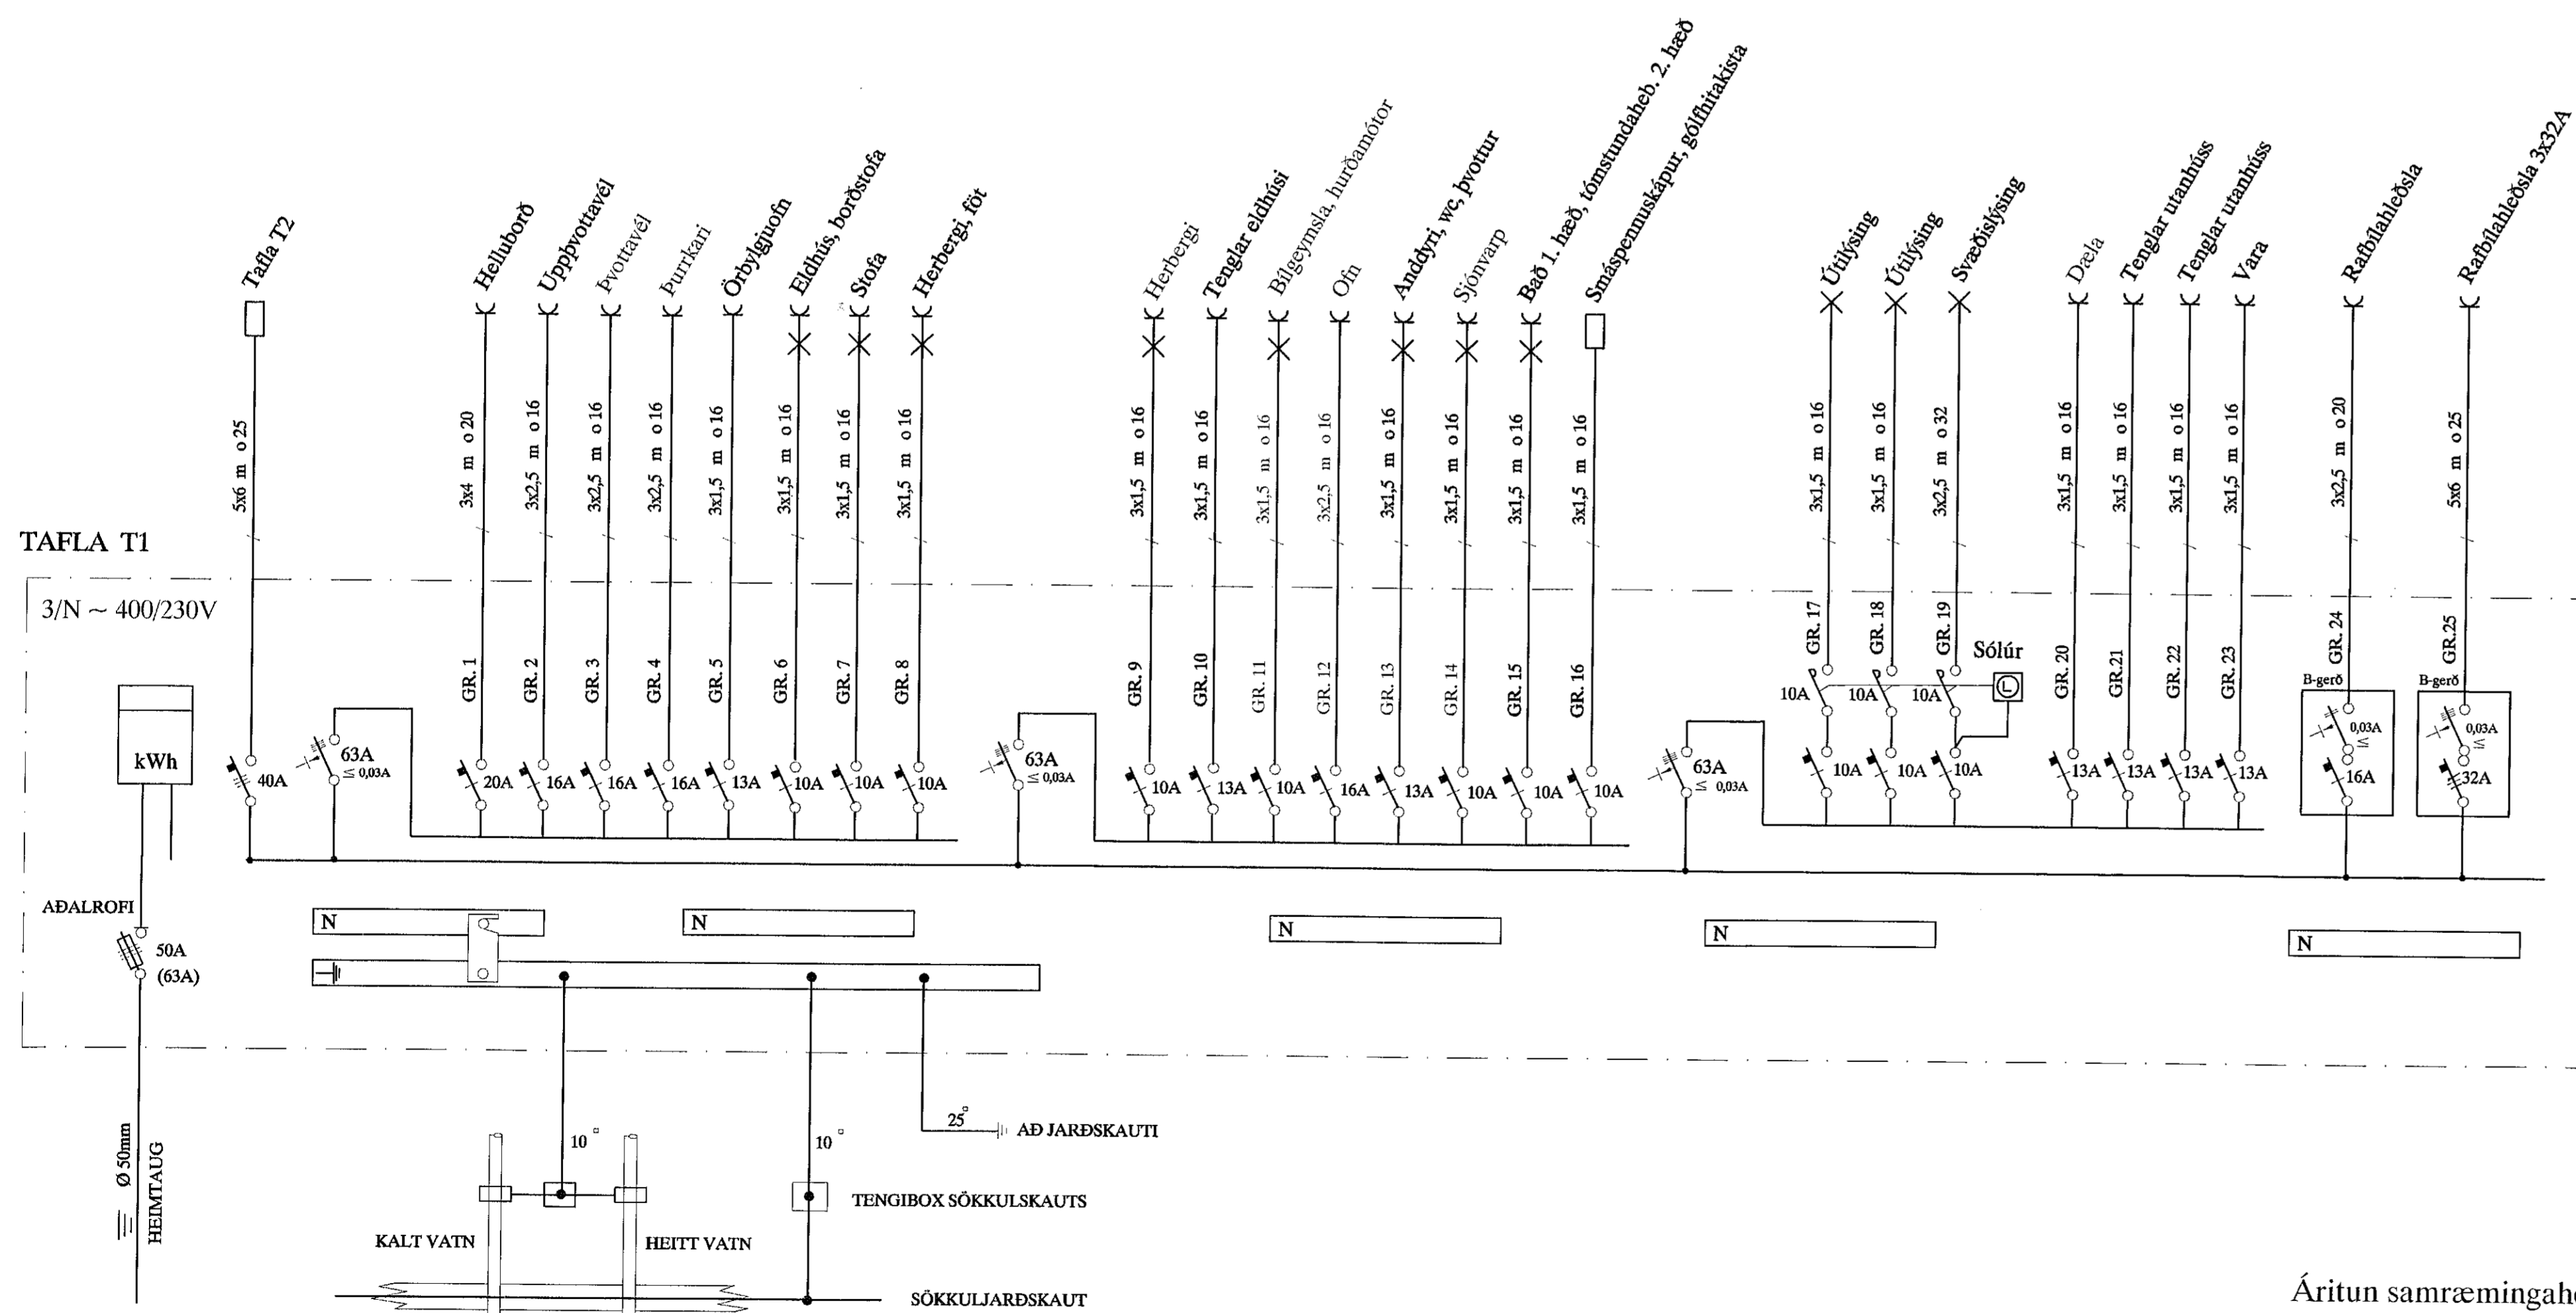 Tafla T2
Helluborð
Uppþvottavél
Þvottavél
Þurrkari
Örbylgjuofn
Eldhús, borðstofa
Stofa
Herbergi, föt
Herbergi
Tenglar eldhúsi
Bílgeymsla, hurðamótor
Ofn
Anddyri, wc, þvottur
Sjónvarp
Bað 1. hæð, tómstundaheb. 2. hæð
Smáspennuskápur, gólfhitakista
Útilýsing
Útilýsing
Svæðislýsing
Dæla
Tenglar utanhúss
Tenglar utanhúss
Vara
Rafbílahleðsla
Rafbílahleðsla 3x32A
5x6 m o 25
3x4 m o 20
3x2,5 m o 16
3x2,5 m o 16
3x2,5 m o 16
3x1,5 m o 16
3x1,5 m o 16
3x1,5 m o 16
3x1,5 m o 16
3x1,5 m o 16
3x1,5 m o 16
3x1,5 m o 16
3x2,5 m o 16
3x1,5 m o 16
3x1,5 m o 16
3x1,5 m o 16
3x1,5 m o 16
3x1,5 m o 16
3x1,5 m o 16
3x2,5 m o 32
3x1,5 m o 16
3x1,5 m o 16
3x1,5 m o 16
3x1,5 m o 16
3x2,5 m o 20
5x6 m o 25
TAFLA T1
3/N ~ 400/230V
GR. 1
GR. 2
GR. 3
GR. 4
GR. 5
GR. 6
GR. 7
GR. 8
GR. 9
GR. 10
GR. 11
GR. 12
GR. 13
GR. 14
GR. 15
GR. 16
GR. 17
GR. 18
GR. 19
Sólúr
GR. 20
GR.21
GR. 22
GR. 23
GR. 24
GR.25
B-gerð
B-gerð
10A
10A
10A
L
kWh
40A
63A
≤ 0,03A
20A
16A
16A
16A
13A
10A
10A
10A
63A
≤ 0,03A
10A
13A
10A
16A
13A
10A
10A
10A
63A
≤ 0,03A
10A
10A
10A
13A
13A
13A
13A
0,03A
≤
16A
0,03A
≤
32A
AÐALROFI
50A
(63A)
N
N
N
N
N
Ø 50mm
HEIMTAUG
10
10
25
AÐ JARÐSKAUTI
TENGIBOX SÖKKULSKAUTS
KALT VATN
HEITT VATN
SÖKKULJARÐSKAUT
Áritun samræmingah